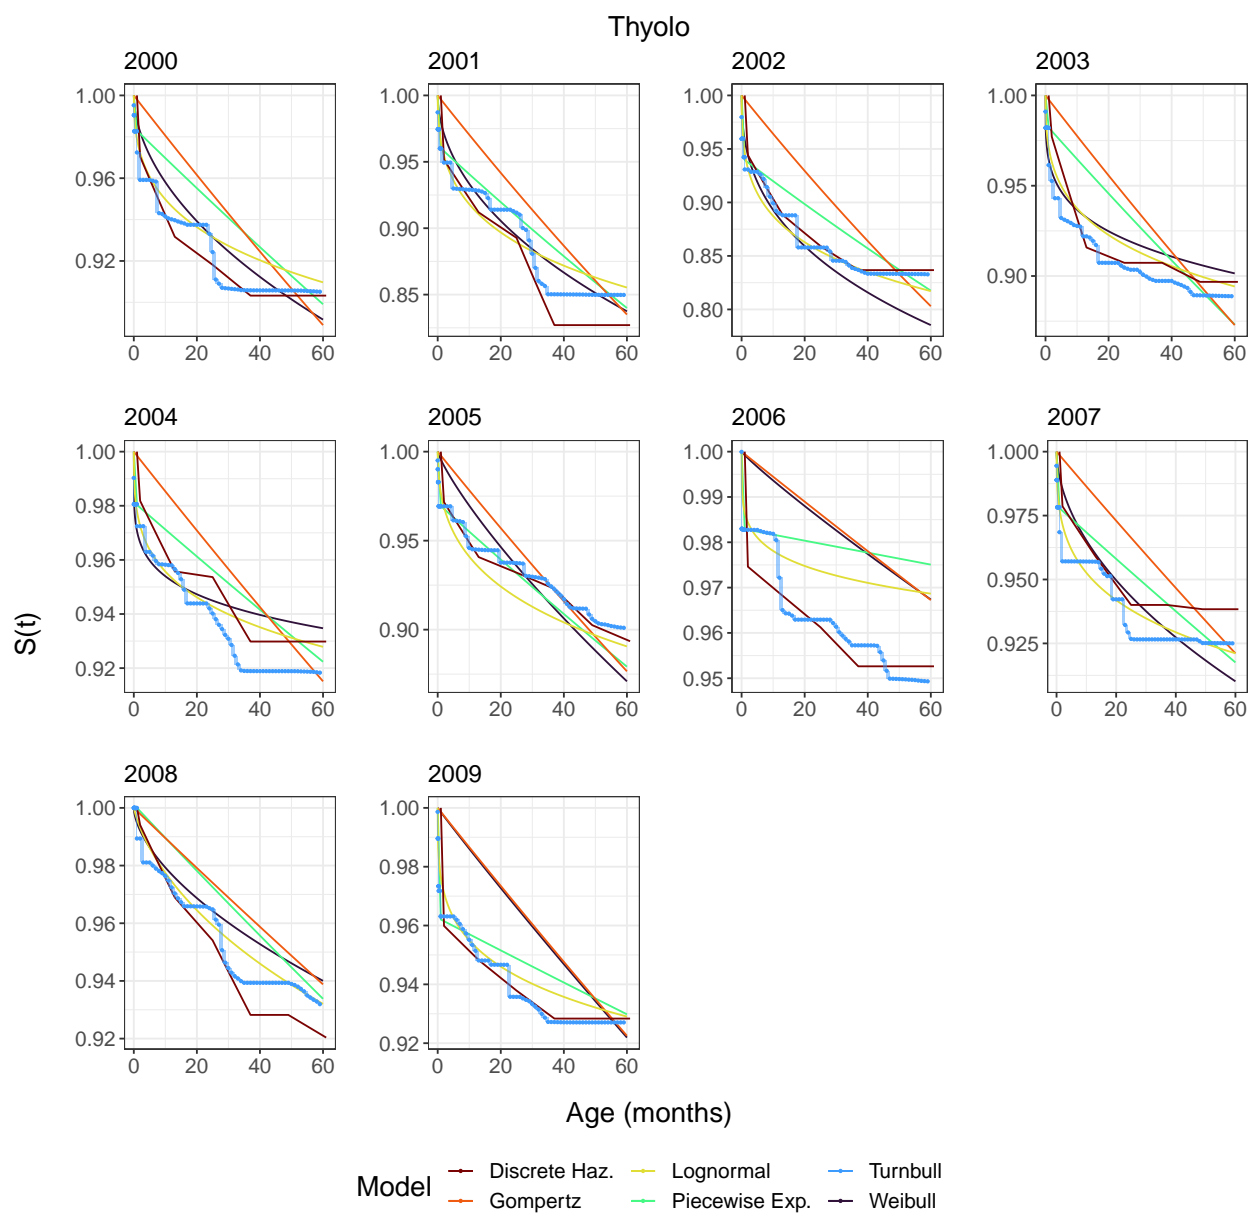 Thyolo
2000
2001
2002
2003
1.00
0.96
0.92
0 20 40 60
1.00
0.95
0.90
0.85
0 20 40 60
1.00
0.95
0.90
0.85
0.80
0 20 40 60
1.00
0.95
0.90
0 20 40 60
2004
2005
2006
2007
1.00
0.98
0.96
0.94
0.92
0 20 40 60
1.00
0.95
0.90
0 20 40 60
1.00
0.99
0.98
0.97
0.96
0.95
0 20 40 60
1.000
0.975
0.950
0.925
0 20 40 60
S(t)
2008
2009
1.00
0.98
0.96
0.94
0.92
0 20 40 60
1.00
0.98
0.96
0.94
0.92
0 20 40 60
Age (months)
Model
Discrete Haz.
Lognormal
Turnbull
Gompertz
Piecewise Exp.
Weibull